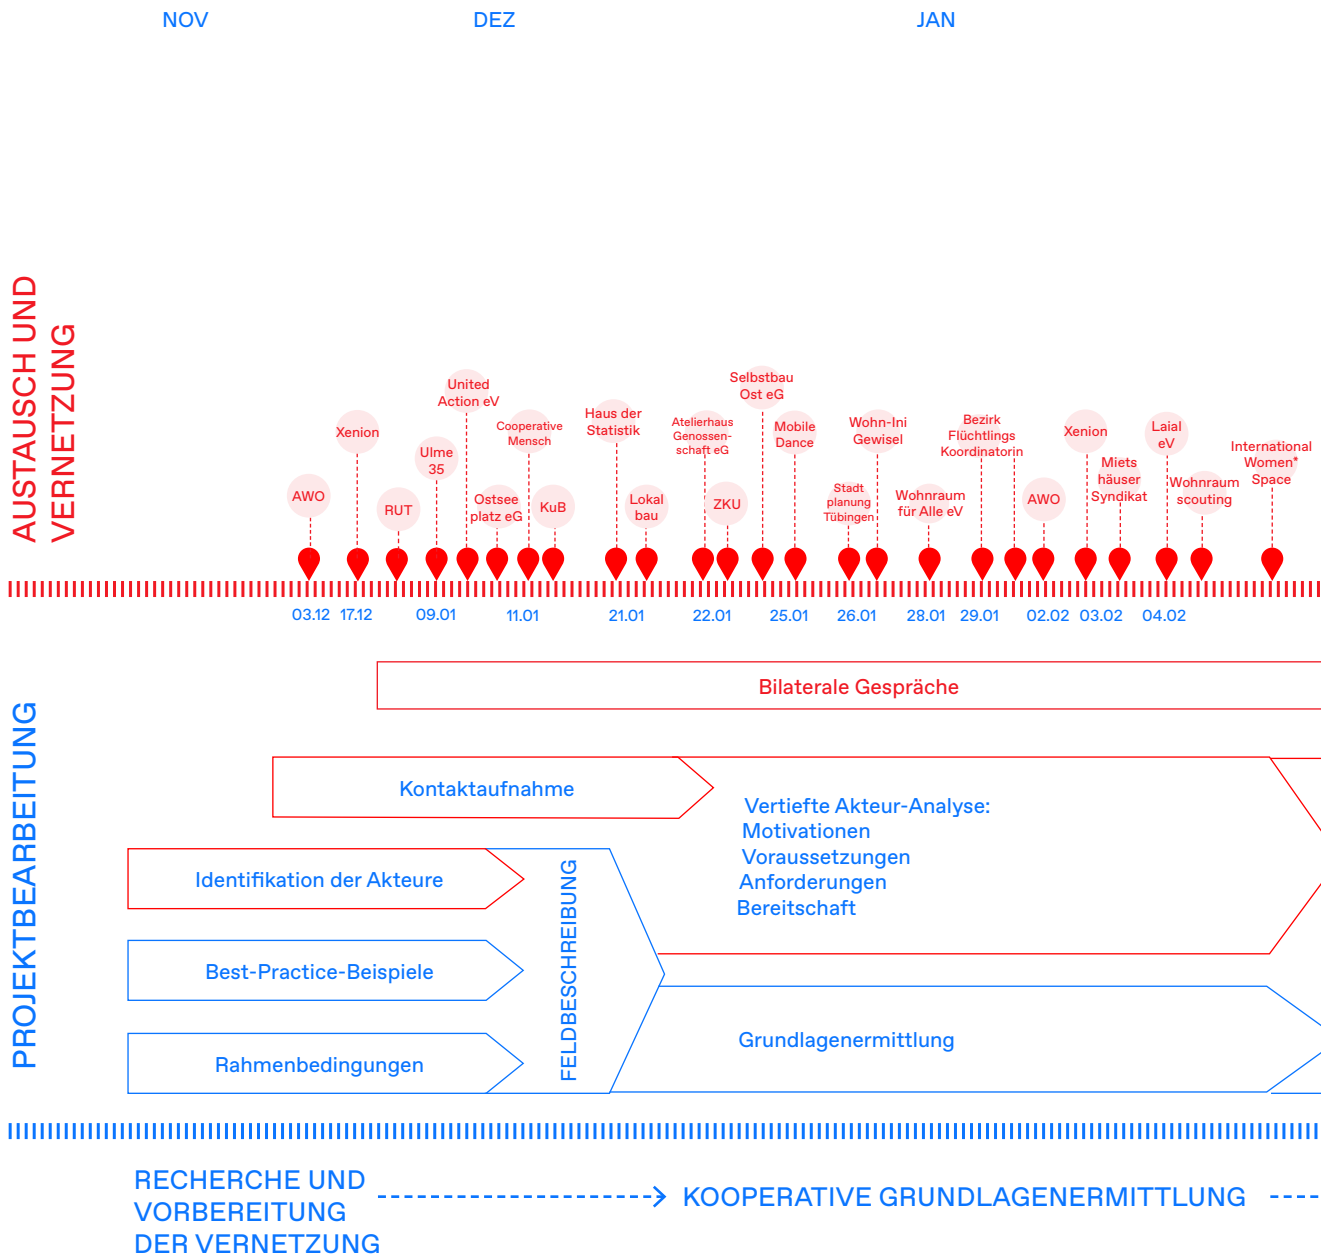 NOV
DEZ
JAN
AUSTAUSCH UND
VERNETZUNG
AWO
Xenion
RUT
Ulme
35
United
Action eV
Ostsee
platz eG
Cooperative
Mensch
KuB
Haus der
Statistik
Lokal
bau
Atelierhaus
Genossen-
schaft eG
ZKU
Selbstbau
Ost eG
Mobile
Dance
Stadt
planung
Tübingen
Wohn-Ini
Gewisel
Wohnraum
für Alle eV
Bezirk
Flüchtlings
Koordinatorin
AWO
Xenion
Miets
häuser
Syndikat
Laial
eV
Wohnraum
scouting
International
Women*
Space
03.12
17.12
09.01
11.01
21.01
22.01
25.01
26.01
28.01
29.01
02.02
03.02
04.02
PROJEKTBEARBEITUNG
Bilaterale Gespräche
Kontaktaufnahme
Vertiefte Akteur-Analyse:
Motivationen
Voraussetzungen
Anforderungen
Bereitschaft
Identifikation der Akteure
Best-Practice-Beispiele
Rahmenbedingungen
FELDBESCHREIBUNG
Grundlagenermittlung
RECHERCHE UND
VORBEREITUNG
DER VERNETZUNG
KOOPERATIVE GRUNDLAGENERMITTLUNG